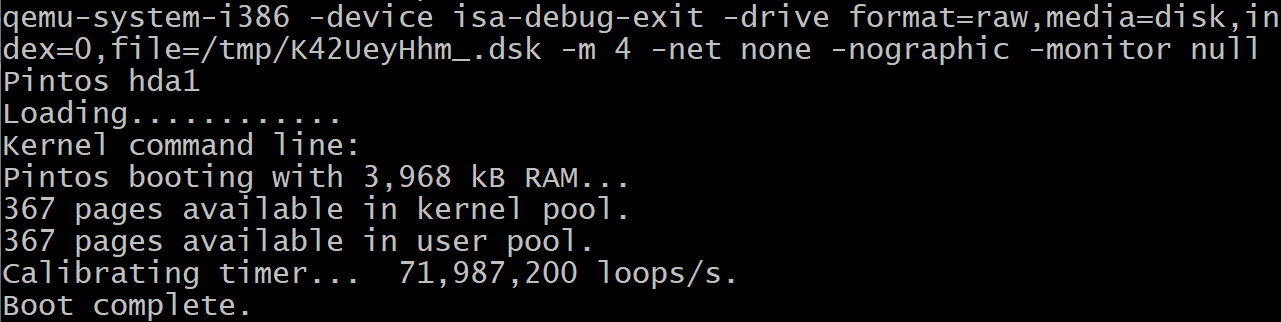 qemu-system-i386 -device isa-debug-exit -drive format=raw,media=disk,in
dex=0,file=/tmp/K42UeyHhm_.dsk -m 4 -net none -nographic -monitor null
Pintos hda1
Loading............
Kernel command line:
Pintos booting with 3,968 kB RAM...
367 pages available in kernel pool.
367 pages available in user pool.
Calibrating timer...  71,987,200 loops/s.
Boot complete.